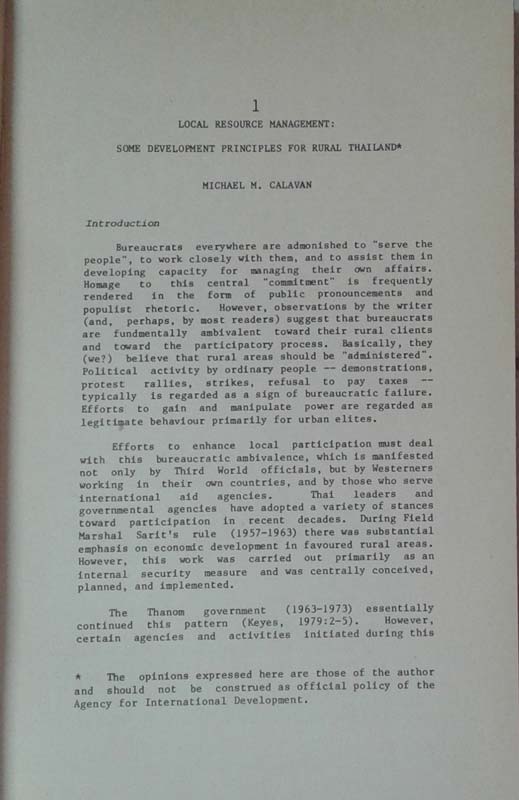 1
LOCAL RESOURCE MANAGEMENT:
SOME DEVELOPMENT PRINCIPLES FOR RURAL THAILAND*
MICHAEL M. CALAVAN
Introduction
Bureaucrats everywhere are admonished to "serve the
people", to work closely with them, and to assist them in
developing capacity for managing their own affairs.
Homage to this central "commitment" is frequently
rendered in the form of public pronouncements and
populist rhetoric. However, observations by the writer
(and, perhaps, by most readers) suggest that bureaucrats
are fundmentally ambivalent toward their rural clients
and toward the participatory process. Basically, they
(we?) believe that rural areas should be "administered".
Political activity by ordinary people -- demonstrations,
protest rallies, strikes, refusal to pay taxes --
typically is regarded as a sign of bureaucratic failure.
Efforts to gain and manipulate power are regarded as
legitimate behaviour primarily for urban elites.
Efforts to enhance local participation must deal
with this bureaucratic ambivalence, which is manifested
not only by Third World officials, but by Westerners
working in their own countries, and by those who serve
international aid agencies. Thai leaders and
governmental agencies have adopted a variety of stances
toward participation in recent decades. During Field
Marshal Sarit's rule (1957-1963) there was substantial
emphasis on economic development in favoured rural areas.
However, this work was carried out primarily as an
internal security measure and was centrally conceived,
planned, and implemented.
The Thanom government (1963-1973) essentially
continued this pattern (Keyes, 1979:2-5). However,
certain agencies and activities initiated during this
* The opinions expressed here are those of the author
and should not be construed as official policy of the
Agency for International Development.